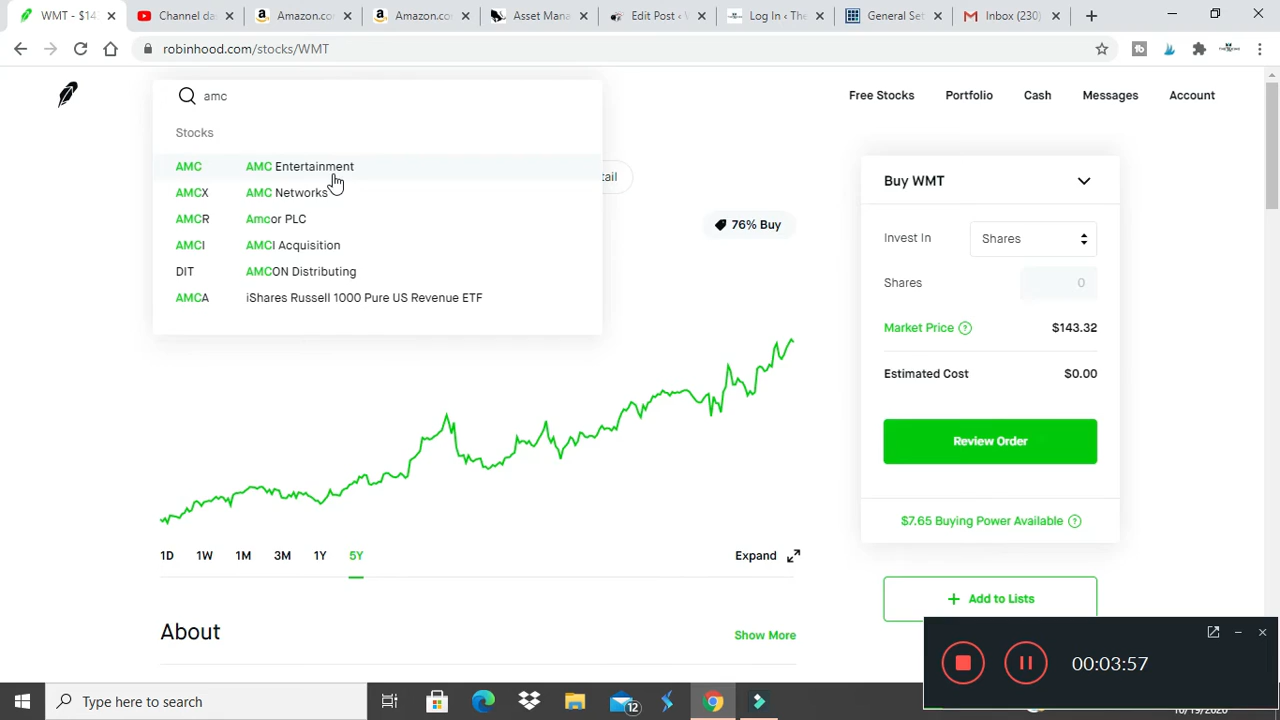 WMT - $14
Channel da
Amazon.co
Amazon.co
Asset Mana
Edit Post ‹ W
Log In ‹ The
General Set
Inbox (230)
robinhood.com/stocks/WMT
amc
Free Stocks
Portfolio
Cash
Messages
Account
Stocks
AMC AMC Entertainment
AMCX AMC Networks
AMCR Amcor PLC
AMCI AMCI Acquisition
DIT AMCON Distributing
AMCA iShares Russell 1000 Pure US Revenue ETF
tail
76% Buy
Buy WMT
Invest In Shares
Shares 0
Market Price ? $143.32
Estimated Cost $0.00
Review Order
$7.65 Buying Power Available ?
1D 1W 1M 3M 1Y 5Y
Expand
+ Add to Lists
About
Show More
00:03:57
Type here to search
12